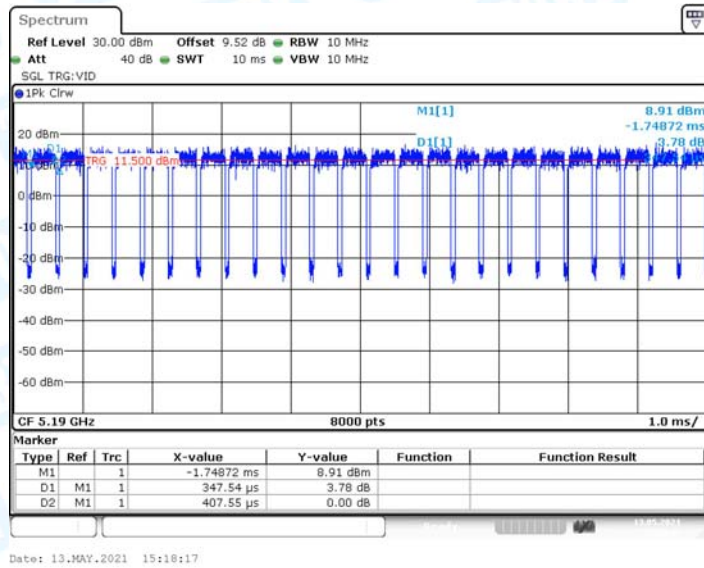 Spectrum
Ref Level 30.00 dBm Offset 9.52 dB RBW 10 MHz
Att 40 dB SWT 10 ms VBW 10 MHz
SGL TRG:VID
1Pk Clrw
M1[1] 8.91 dBm
-1.74872 ms
20 dBm
D1[1] 3.78 dB
D1
TRG 11.500 dBm
0 dBm
-10 dBm
-20 dBm
-30 dBm
-40 dBm
-50 dBm
-60 dBm
CF 5.19 GHz 8000 pts 1.0 ms/
Marker
Type Ref Trc X-value Y-value Function Function Result
M1 1 -1.74872 ms 8.91 dBm
D1 M1 1 347.54 µs 3.78 dB
D2 M1 1 407.55 µs 0.00 dB
13.05.2021
Date: 13.MAY.2021 15:18:17